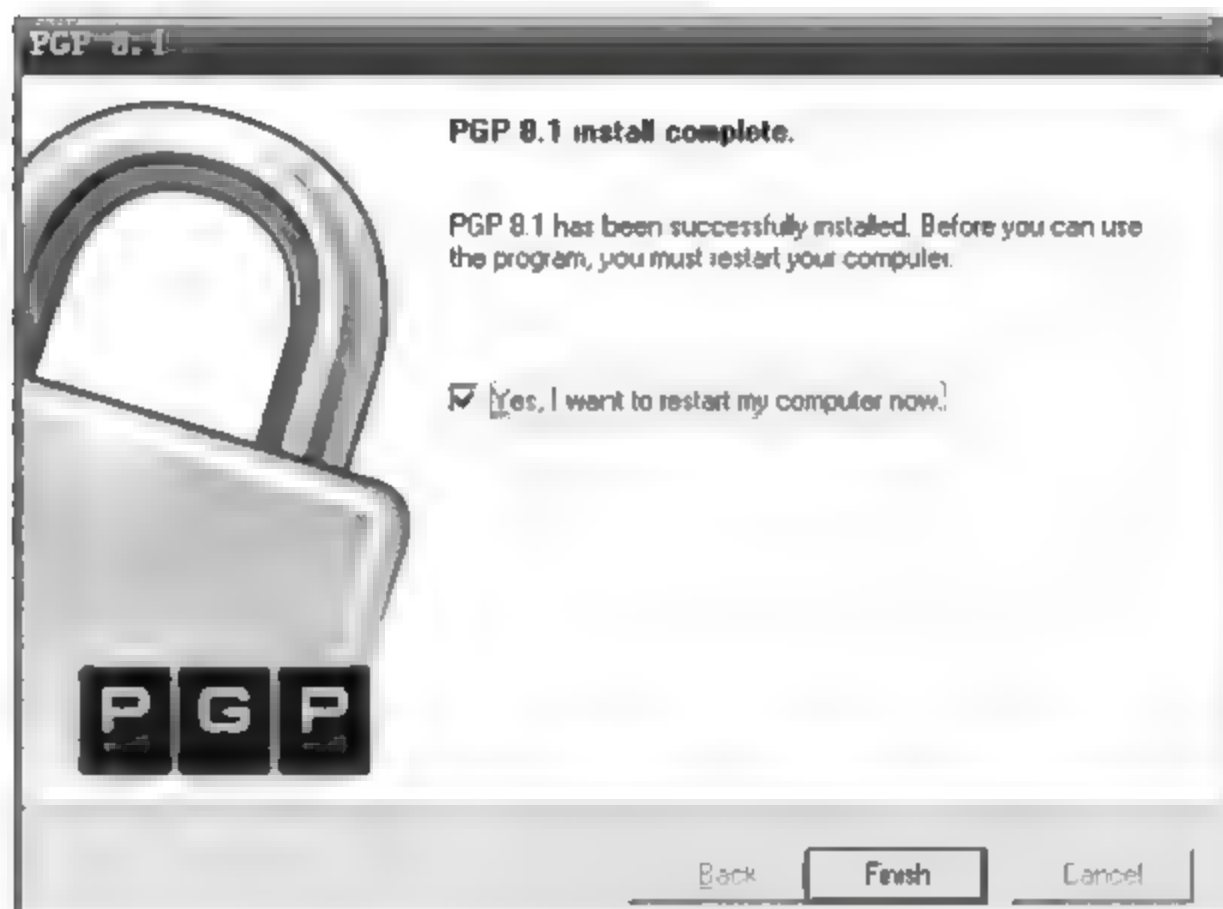 PGP 8.1
PGP 8.1 install complete.
PGP 8.1 has been successfully installed. Before you can use
the program, you must restart your computer.
Yes, I want to restart my computer now.
PGP
Back Finish Cancel